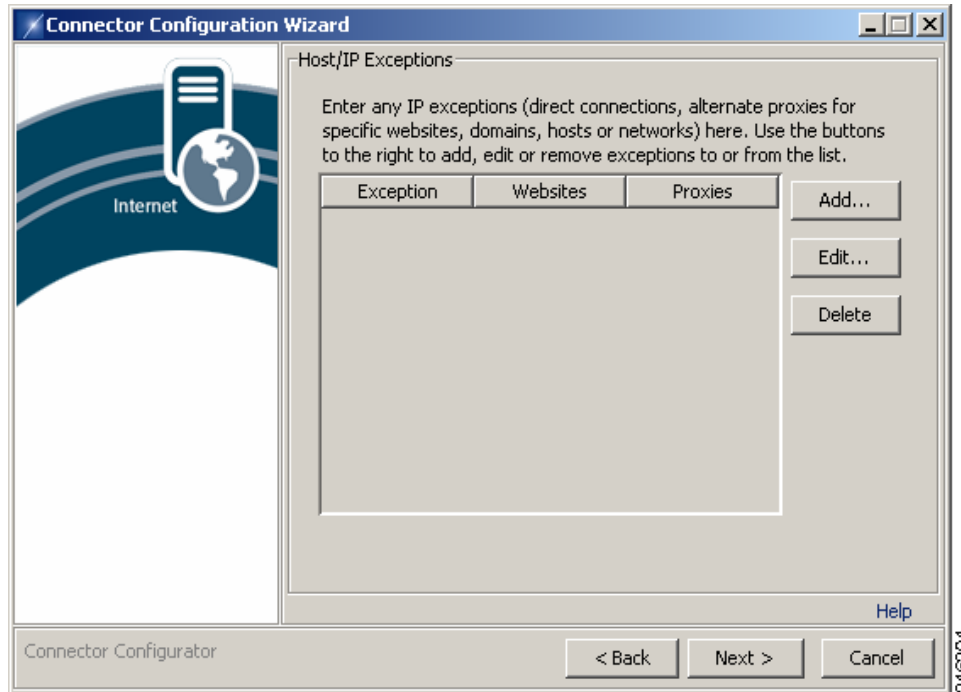 Connector Configuration Wizard
Internet
Host/IP Exceptions
Enter any IP exceptions (direct connections, alternate proxies for
specific websites, domains, hosts or networks) here. Use the buttons
to the right to add, edit or remove exceptions to or from the list.
Exception Websites Proxies
Add...
Edit...
Delete
Help
Connector Configurator
< Back Next > Cancel